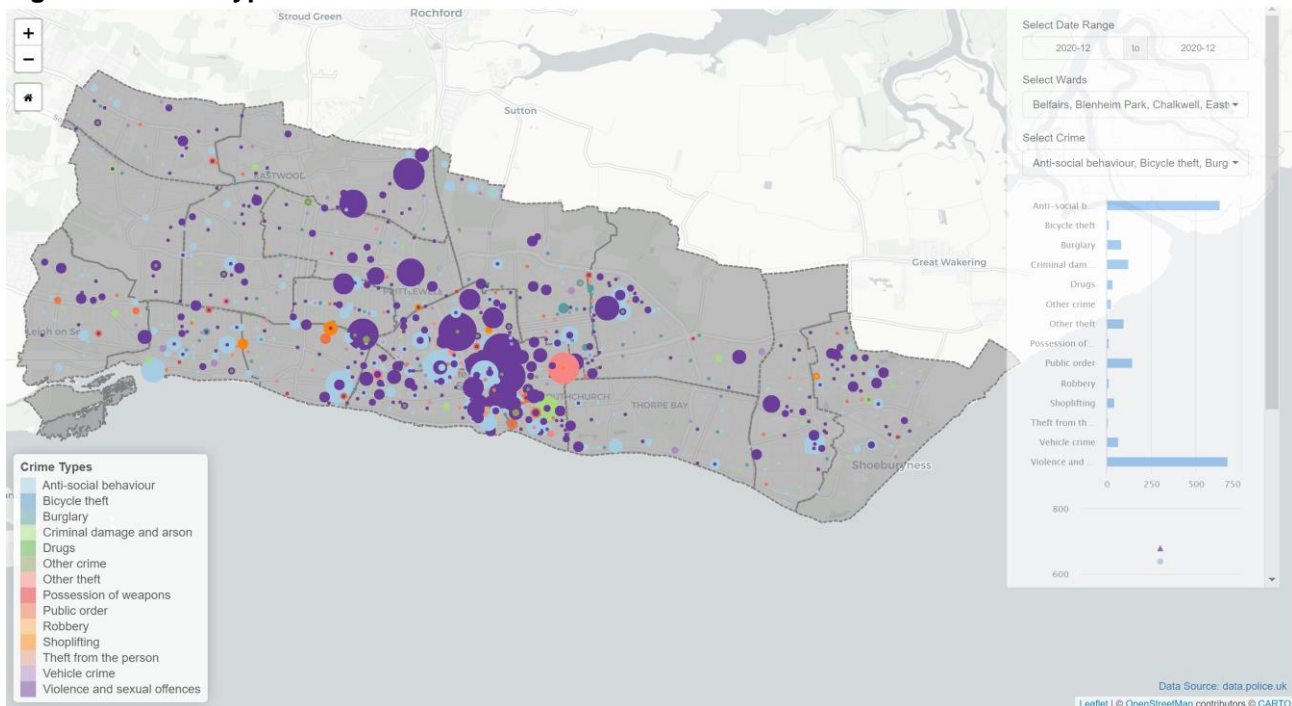 Stroud Green
Rochford
Sutton
EASTWOOD
Great Wakering
PRITTLEWELL
Leigh on Sea
THORPE BAY
Shoeburyness
+
−
Select Date Range
2020-12 to 2020-12
Select Wards
Belfairs, Blenheim Park, Chalkwell, East
Select Crime
Anti-social behaviour, Bicycle theft, Burg
Anti-social b...
Bicycle theft
Burglary
Criminal dam...
Drugs
Other crime
Other theft
Possession of...
Public order
Robbery
Shoplifting
Theft from th...
Vehicle crime
Violence and ...
0 250 500 750
800
600
Crime Types
Anti-social behaviour
Bicycle theft
Burglary
Criminal damage and arson
Drugs
Other crime
Other theft
Possession of weapons
Public order
Robbery
Shoplifting
Theft from the person
Vehicle crime
Violence and sexual offences
Data Source: data.police.uk
Leaflet | © OpenStreetMap contributors © CARTO